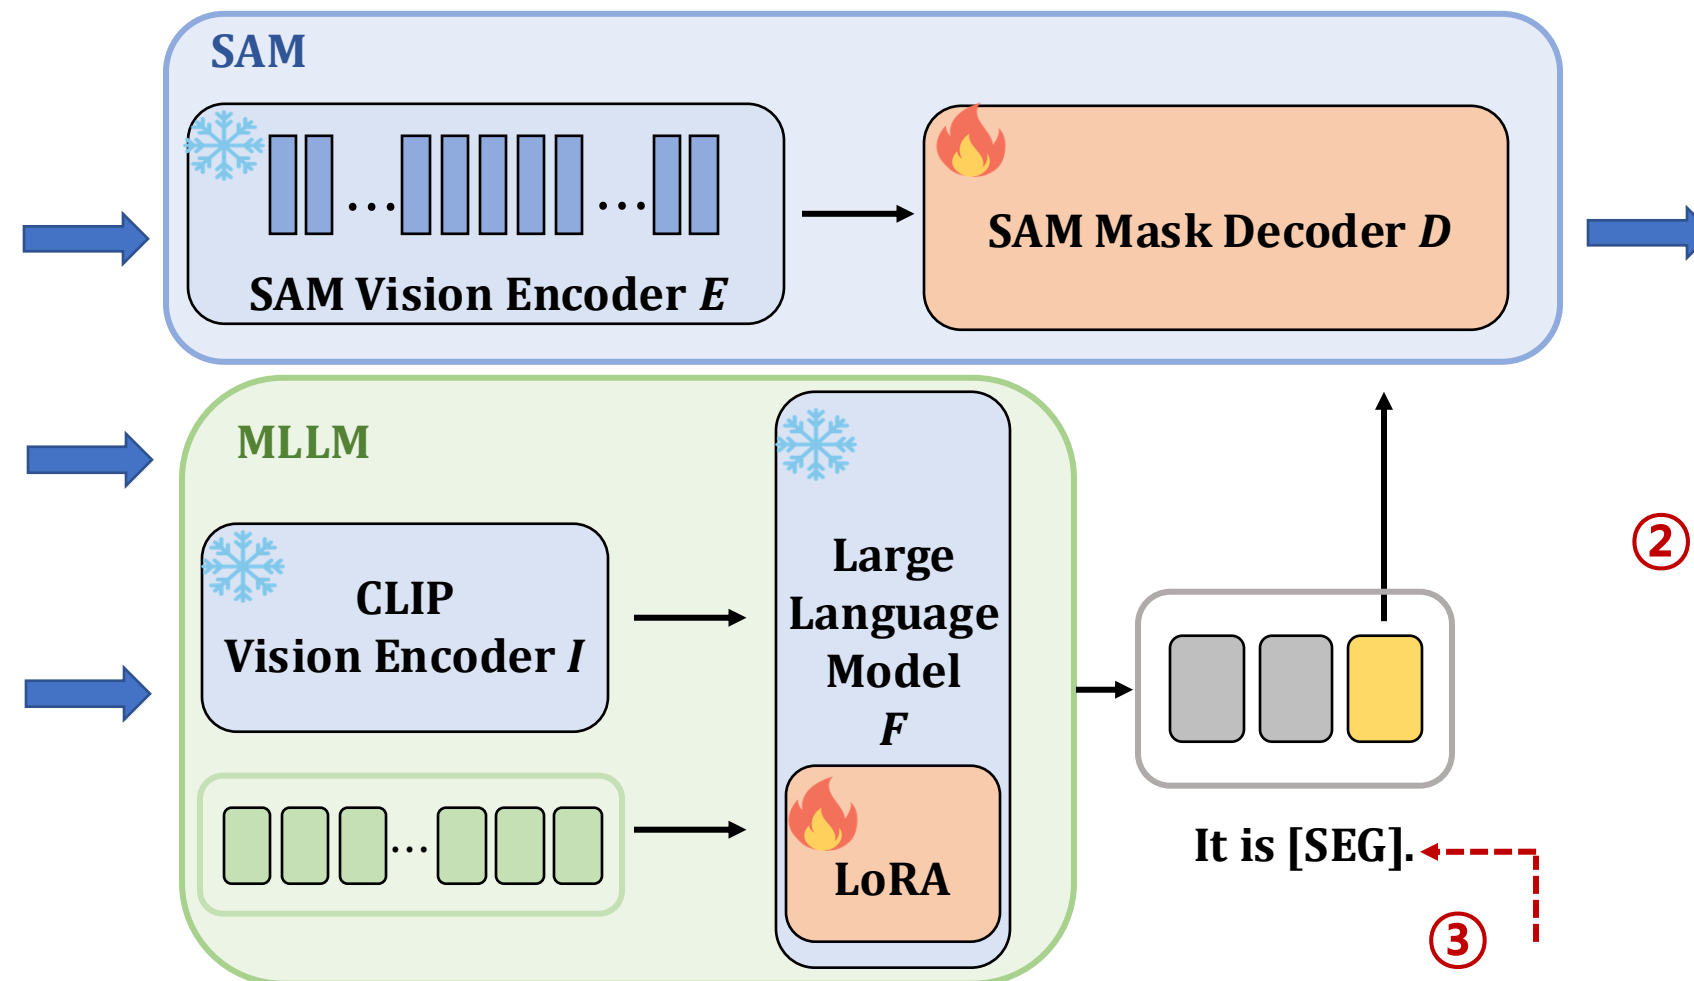 SAM
...
...
SAM Vision Encoder E
SAM Mask Decoder D
MLLM
CLIP
Vision Encoder I
...
Large
Language
Model
F
LoRA
②
It is [SEG].
③